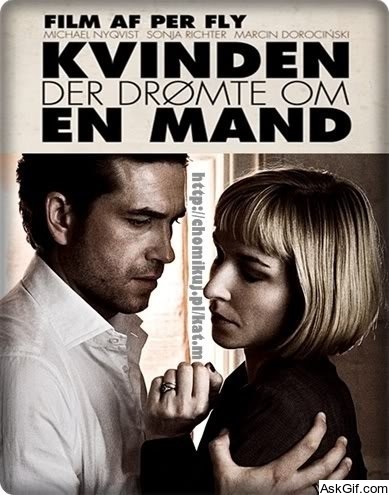 FILM AF PER FLY
MICHAEL NYQVIST SONJA RICHTER MARCIN DOROCIŃSKI
KVINDEN
DER DRØMTE OM
EN MAND
http://chomikuj.pl/kat.m
AskGif.com